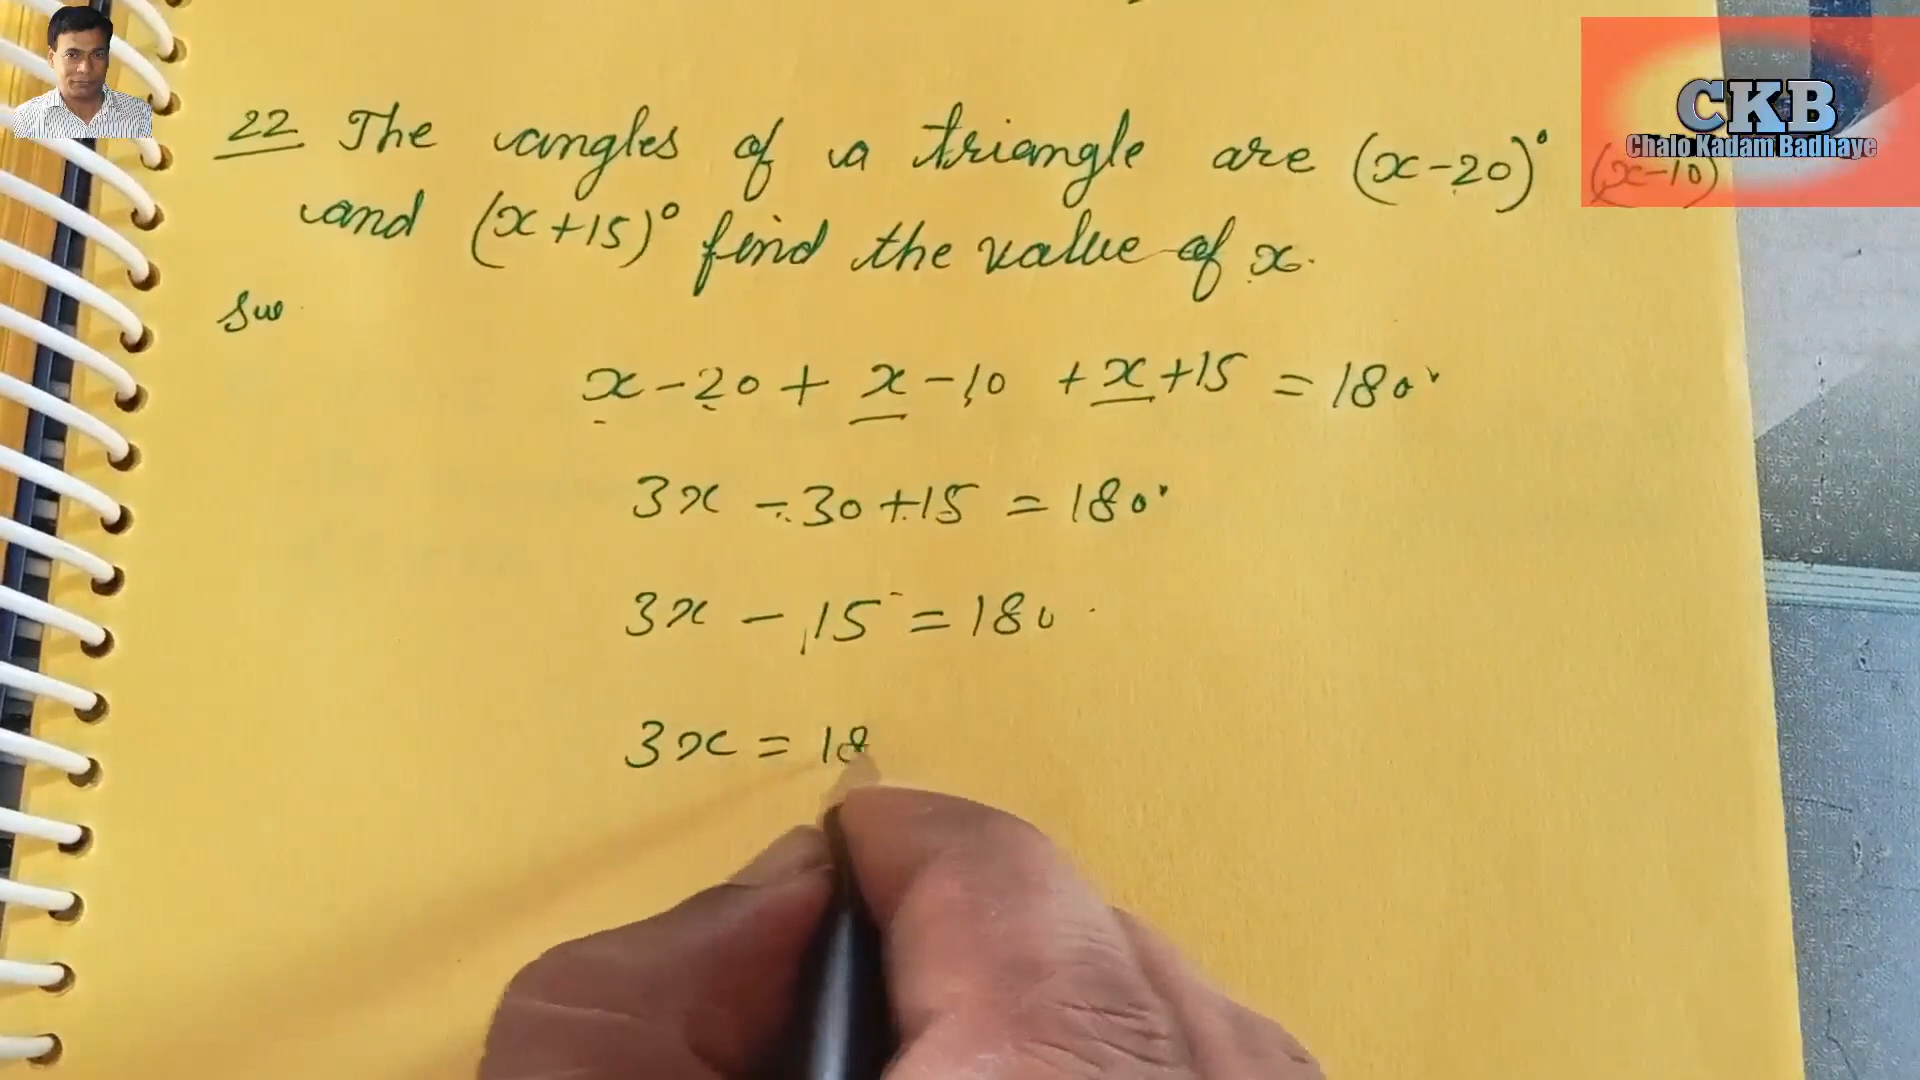 CKB
Chalo Kadam Badhaye
22 The angles of a triangle are (x-20)° (x-10)
and (x+15)° find the value of x.
x-20+ x-10 +x+15 = 180°
3x -30+15 = 180°
3x - 15 = 180
3x = 18